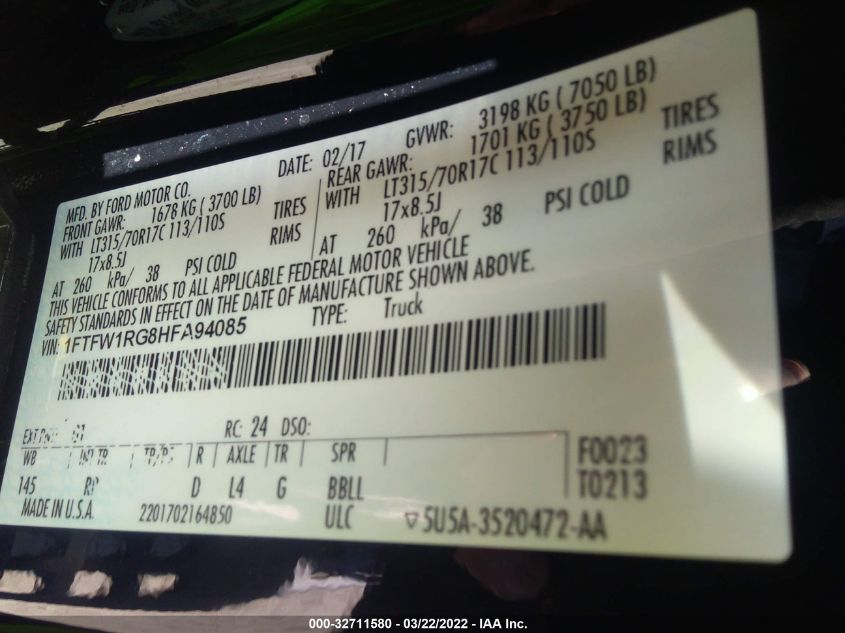 MFD. BY FORD MOTOR CO. DATE: 02/17 GVWR: 3198 KG ( 7050 LB)
FRONT GAWR: 1678 KG ( 3700 LB) REAR GAWR: 1701 KG ( 3750 LB)
WITH LT315/70R17C 113/110S TIRES WITH LT315/70R17C 113/110S TIRES
17x8.5J RIMS 17x8.5J RIMS
AT 260 kPa/ 38 PSI COLD AT 260 kPa/ 38 PSI COLD
THIS VEHICLE CONFORMS TO ALL APPLICABLE FEDERAL MOTOR VEHICLE
SAFETY STANDARDS IN EFFECT ON THE DATE OF MANUFACTURE SHOWN ABOVE.
VIN: 1FTFW1RG8HFA94085 TYPE: Truck
EXT RC: 24 DSO:
WB TR R AXLE TR SPR F0023
145 D L4 G BBLL T0213
MADE IN U.S.A. 2201702164850 ULC 5U5A-3520472-AA
000-32711580 - 03/22/2022 - IAA Inc.